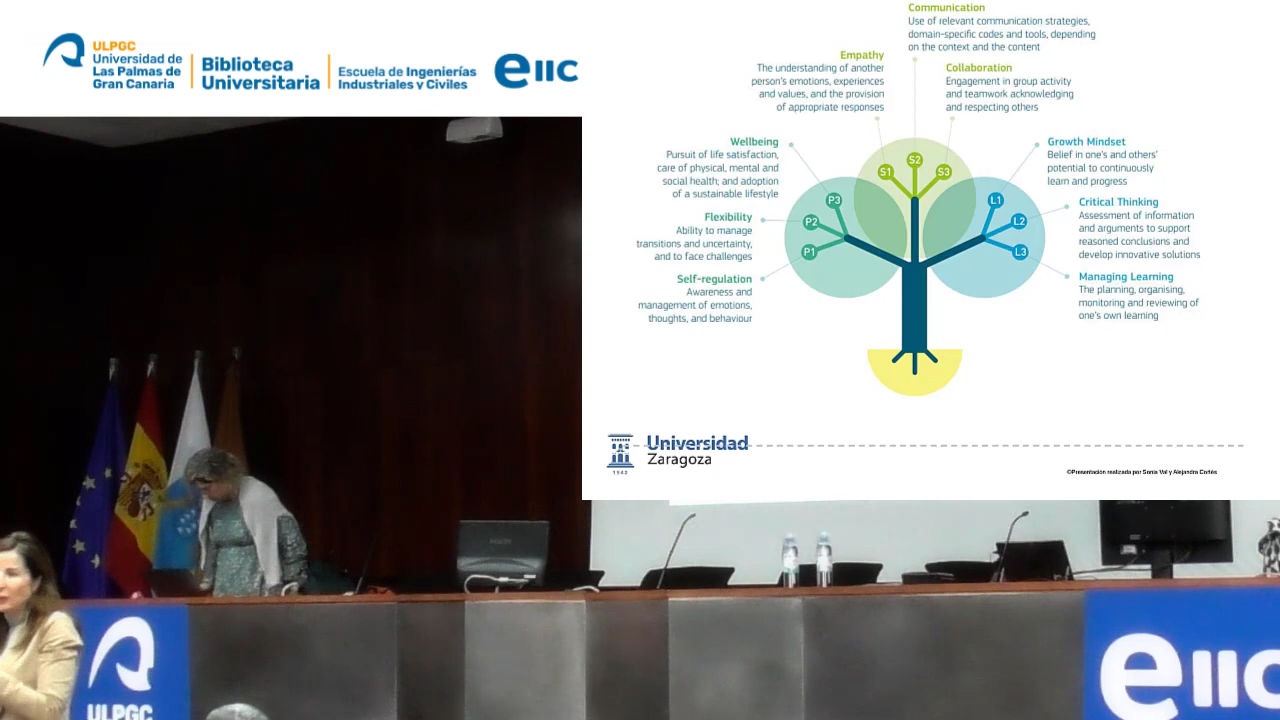 ULPGC
Universidad de
Las Palmas de
Gran Canaria
Biblioteca
Universitaria
Escuela de Ingenierías
Industriales y Civiles
eiic
Communication
Use of relevant communication strategies,
domain-specific codes and tools, depending
on the context and the content
Empathy
The understanding of another
person's emotions, experiences
and values, and the provision
of appropriate responses
Collaboration
Engagement in group activity
and teamwork acknowledging
and respecting others
Wellbeing
Pursuit of life satisfaction,
care of physical, mental and
social health; and adoption
of a sustainable lifestyle
Flexibility
Ability to manage
transitions and uncertainty,
and to face challenges
Self-regulation
Awareness and
management of emotions,
thoughts, and behaviour
Growth Mindset
Belief in one's and others'
potential to continuously
learn and progress
Critical Thinking
Assessment of information
and arguments to support
reasoned conclusions and
develop innovative solutions
Managing Learning
The planning, organising,
monitoring and reviewing of
one's own learning
S1
S2
S3
P3
P2
P1
L1
L2
L3
Universidad
Zaragoza
1542
©Presentación realizada por Sonia Val y Alejandra Cortés
ULPGC
eiic